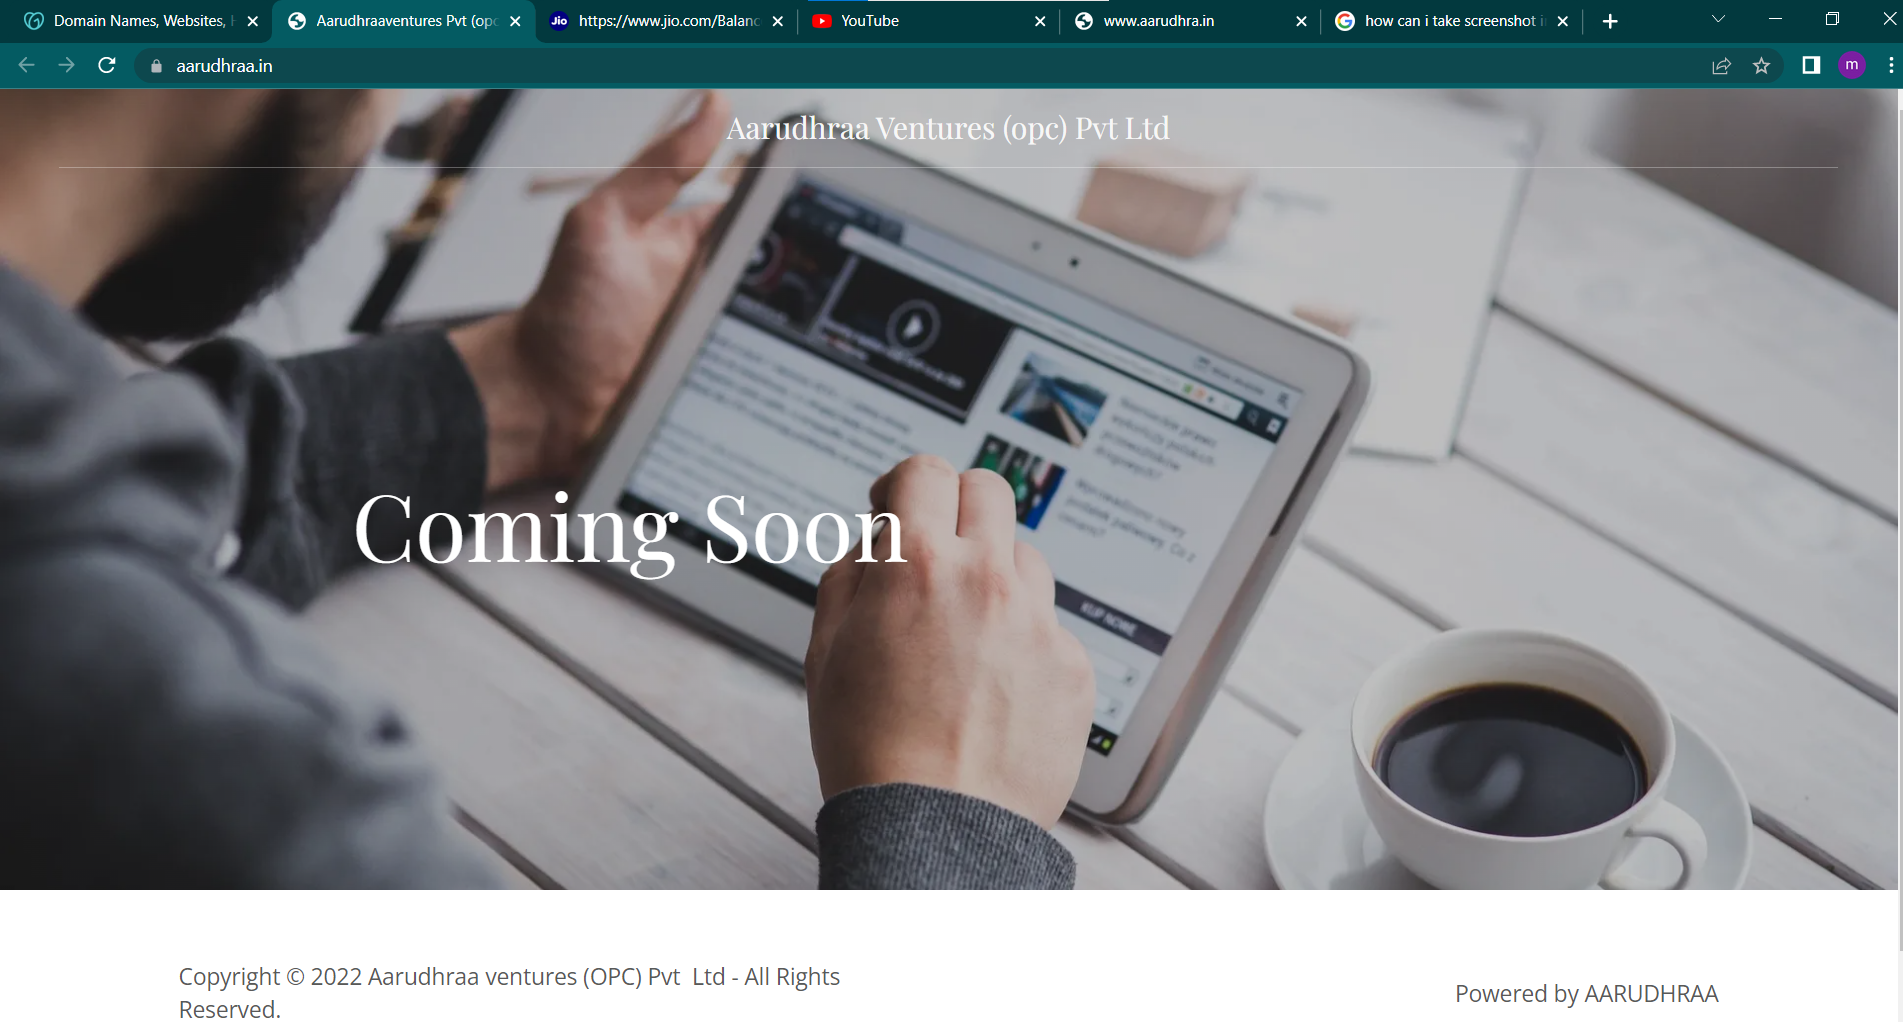 Domain Names, Websites,
Aarudhraaventures Pvt (opc
https://www.jio.com/Balanc
YouTube
www.aarudhra.in
how can i take screenshot i
aarudhraa.in
m
Aarudhraa Ventures (opc) Pvt Ltd
Coming Soon
KUP NOWE
Copyright © 2022 Aarudhraa ventures (OPC) Pvt  Ltd - All Rights
Reserved.
Powered by AARUDHRAA